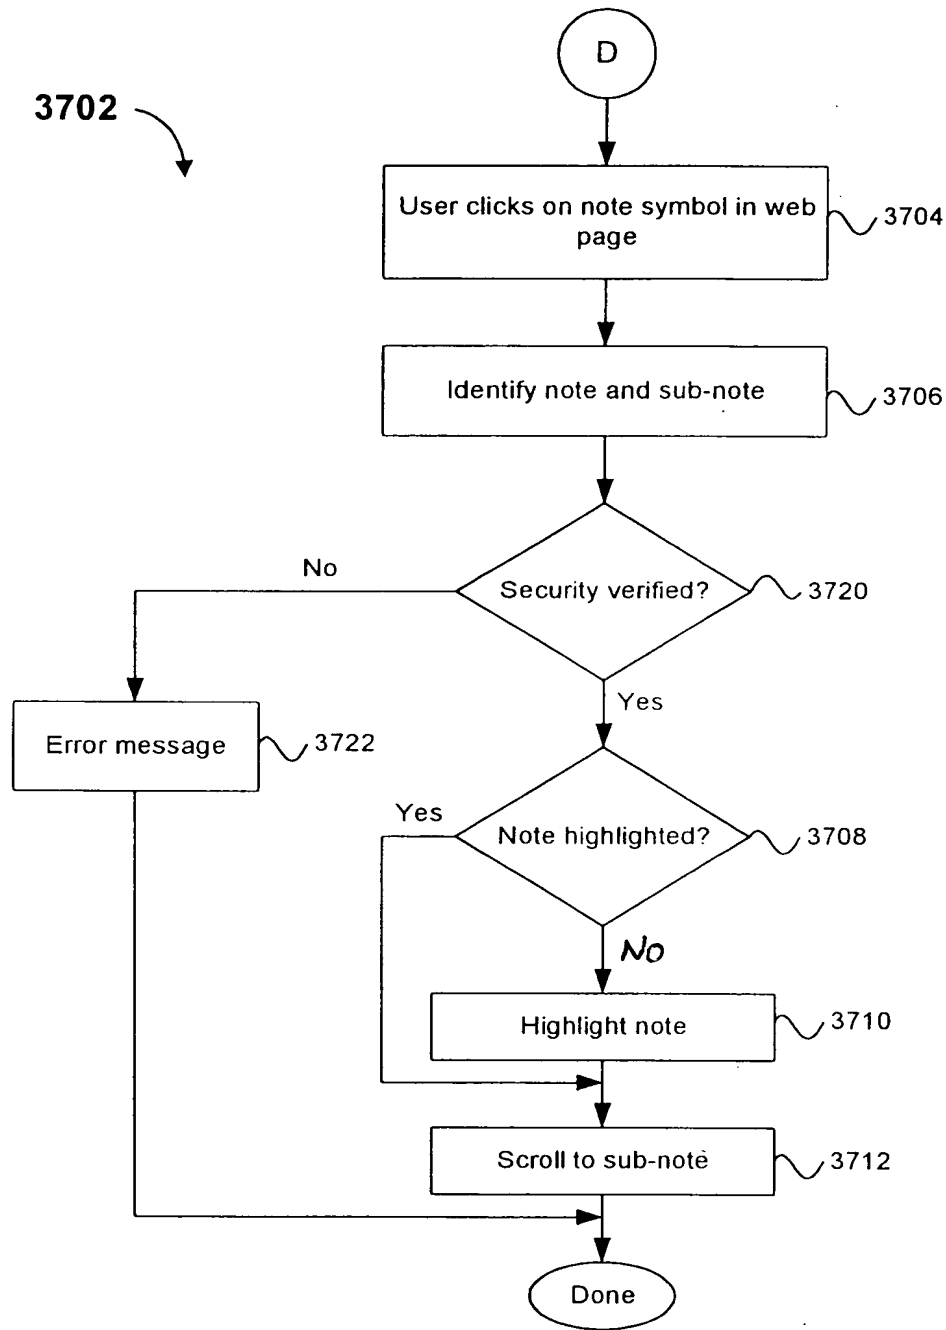 D
3702
User clicks on note symbol in web
page
3704
Identify note and sub-note
3706
No
Security verified?
3720
Yes
Error message
3722
Yes
Note highlighted?
3708
NO
Highlight note
3710
Scroll to sub-note
3712
Done